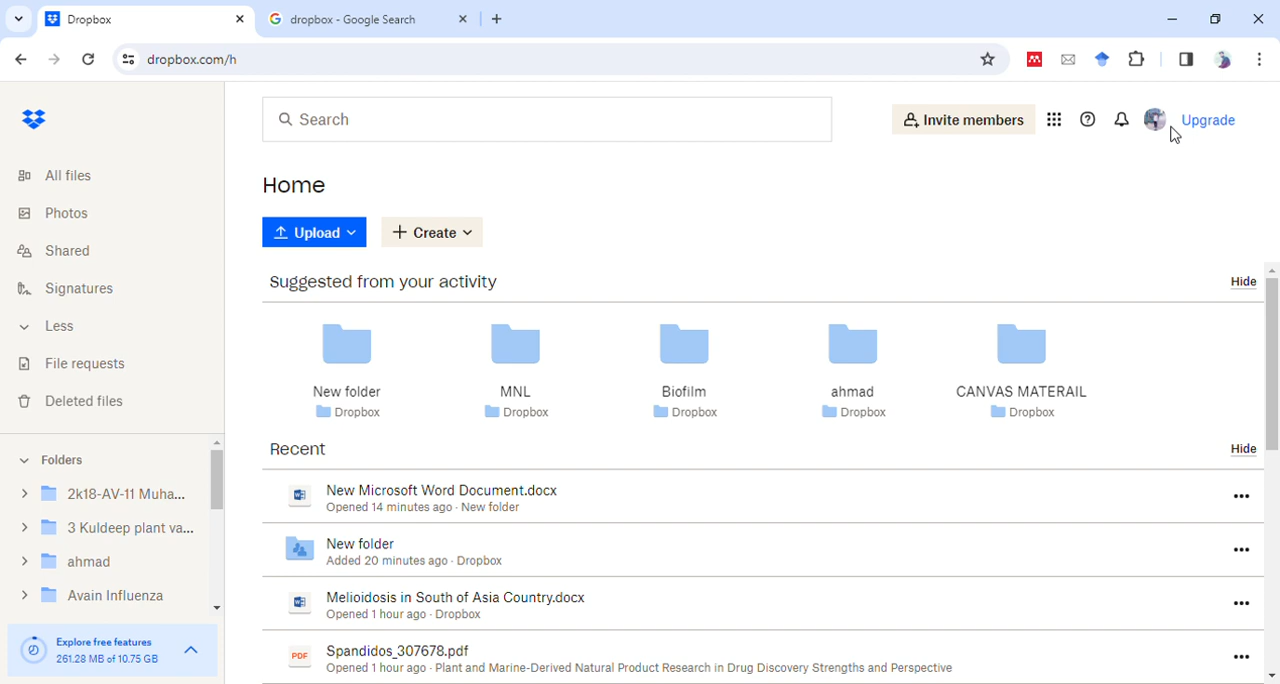 Dropbox
dropbox - Google Search
dropbox.com/h
Search
Invite members
Upgrade
All files
Photos
Shared
Signatures
Less
File requests
Deleted files
Folders
2k18-AV-11 Muha...
3 Kuldeep plant va...
ahmad
Avain Influenza
Explore free features
261.28 MB of 10.75 GB
Home
Upload
Create
Suggested from your activity
Hide
New folder
Dropbox
MNL
Dropbox
Biofilm
Dropbox
ahmad
Dropbox
CANVAS MATERAIL
Dropbox
Recent
Hide
New Microsoft Word Document.docx
Opened 14 minutes ago · New folder
New folder
Added 20 minutes ago · Dropbox
Melioidosis in South of Asia Country.docx
Opened 1 hour ago · Dropbox
PDF
Spandidos_307678.pdf
Opened 1 hour ago · Plant and Marine-Derived Natural Product Research in Drug Discovery Strengths and Perspective